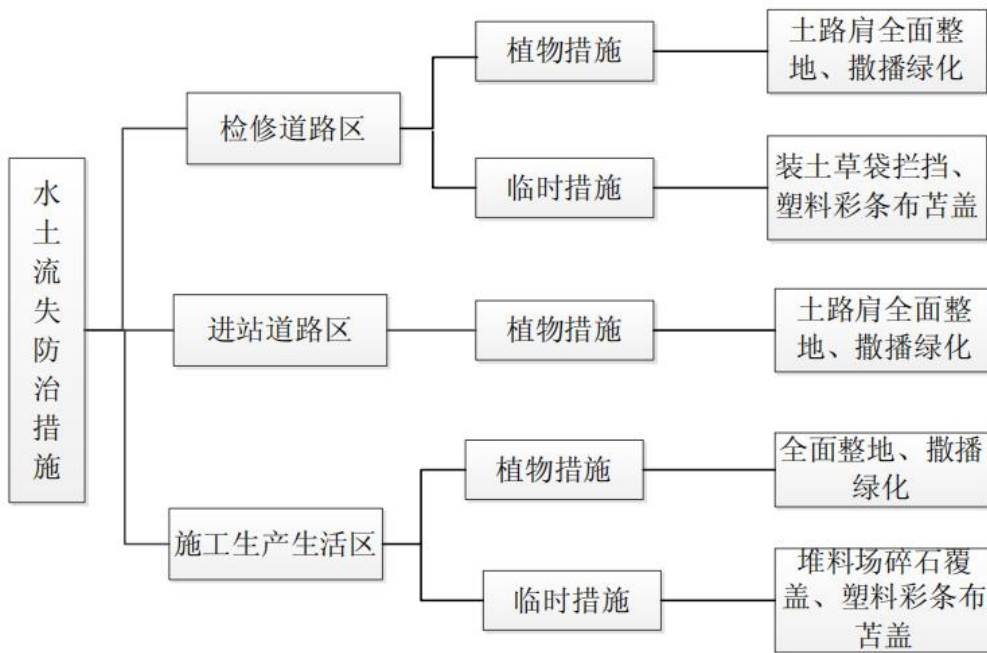 水土流失防治措施
检修道路区
植物措施
土路肩全面整
地、撒播绿化
临时措施
装土草袋拦挡、
塑料彩条布苫盖
进站道路区
植物措施
土路肩全面整
地、撒播绿化
施工生产生活区
植物措施
全面整地、撒播
绿化
临时措施
堆料场碎石覆
盖、塑料彩条布
苫盖